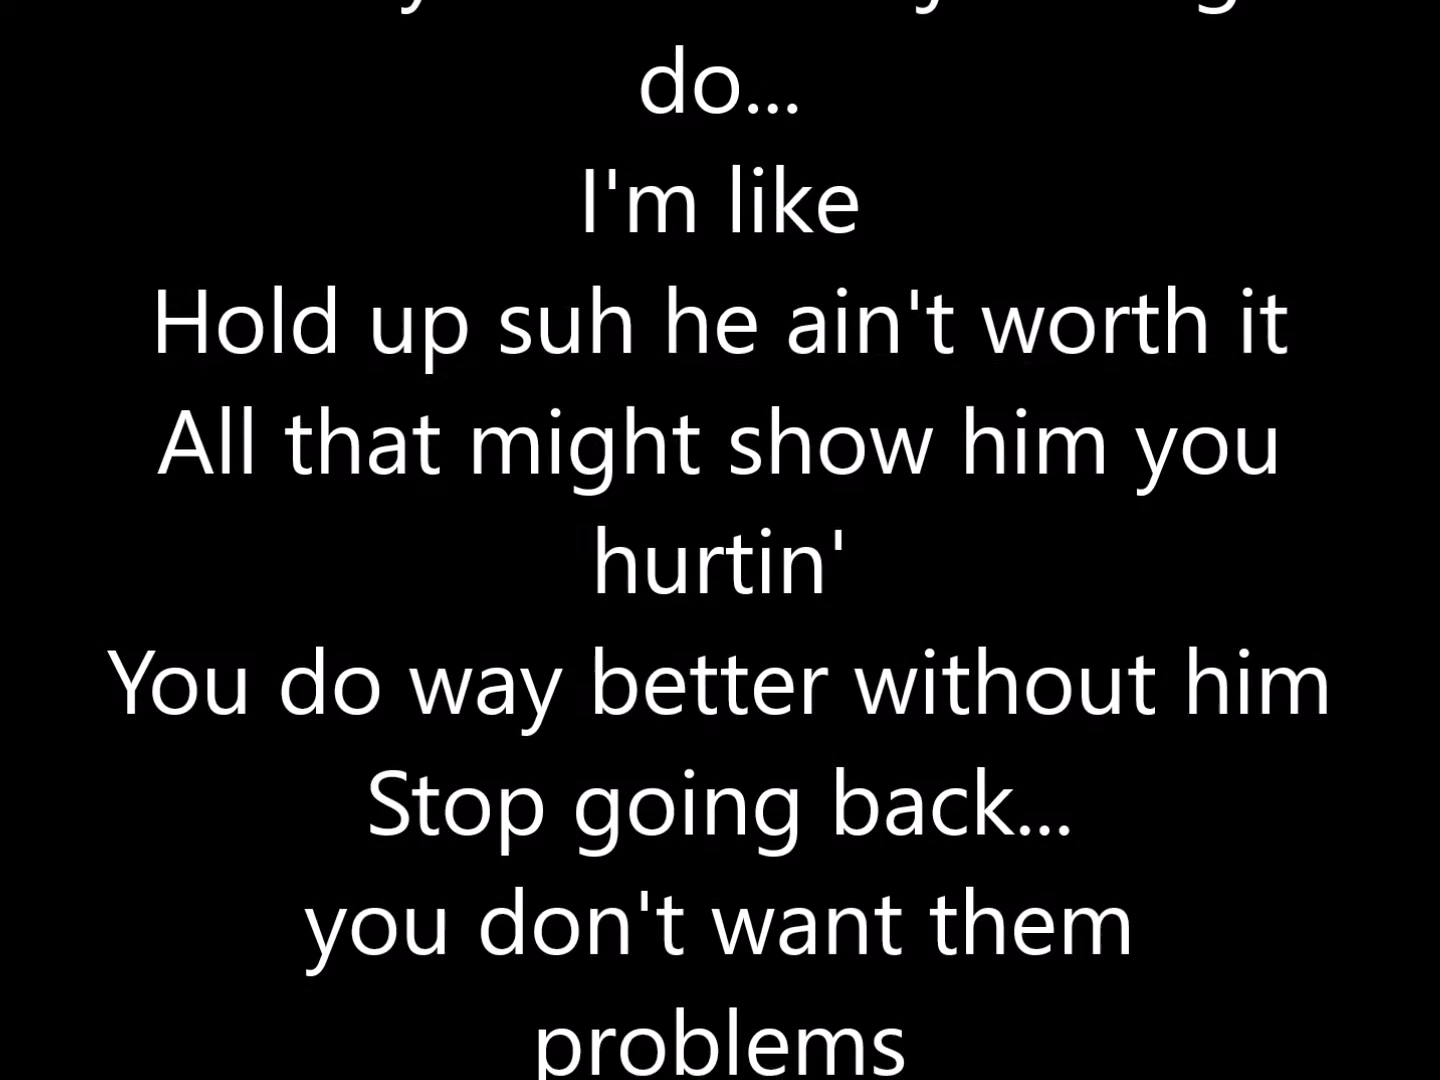 do...
I'm like
Hold up suh he ain't worth it
All that might show him you
hurtin'
You do way better without him
Stop going back...
you don't want them
problems